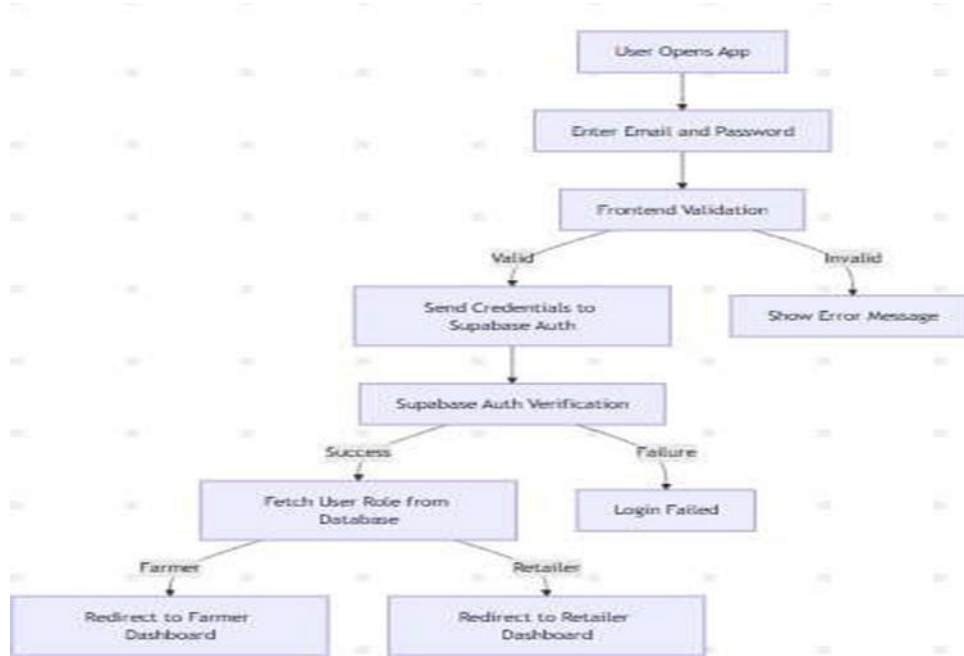 User Opens App
Enter Email and Password
Frontend Validation
Valid
Invalid
Send Credentials to
Supabase Auth
Show Error Message
Supabase Auth Verification
Success
Failure
Fetch User Role from
Database
Login Failed
Farmer
Retailer
Redirect to Farmer
Dashboard
Redirect to Retailer
Dashboard